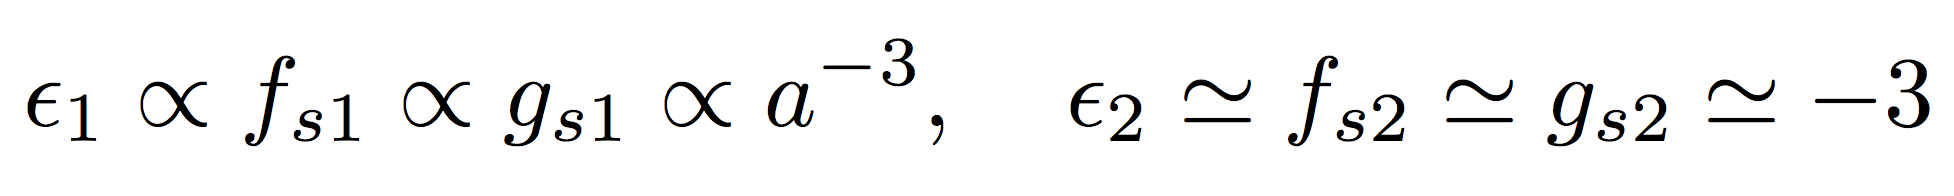 ϵ₁ ∝ f_{s1} ∝ g_{s1} ∝ a^{−3}, ϵ₂ ≃ f_{s2} ≃ g_{s2} ≃ −3